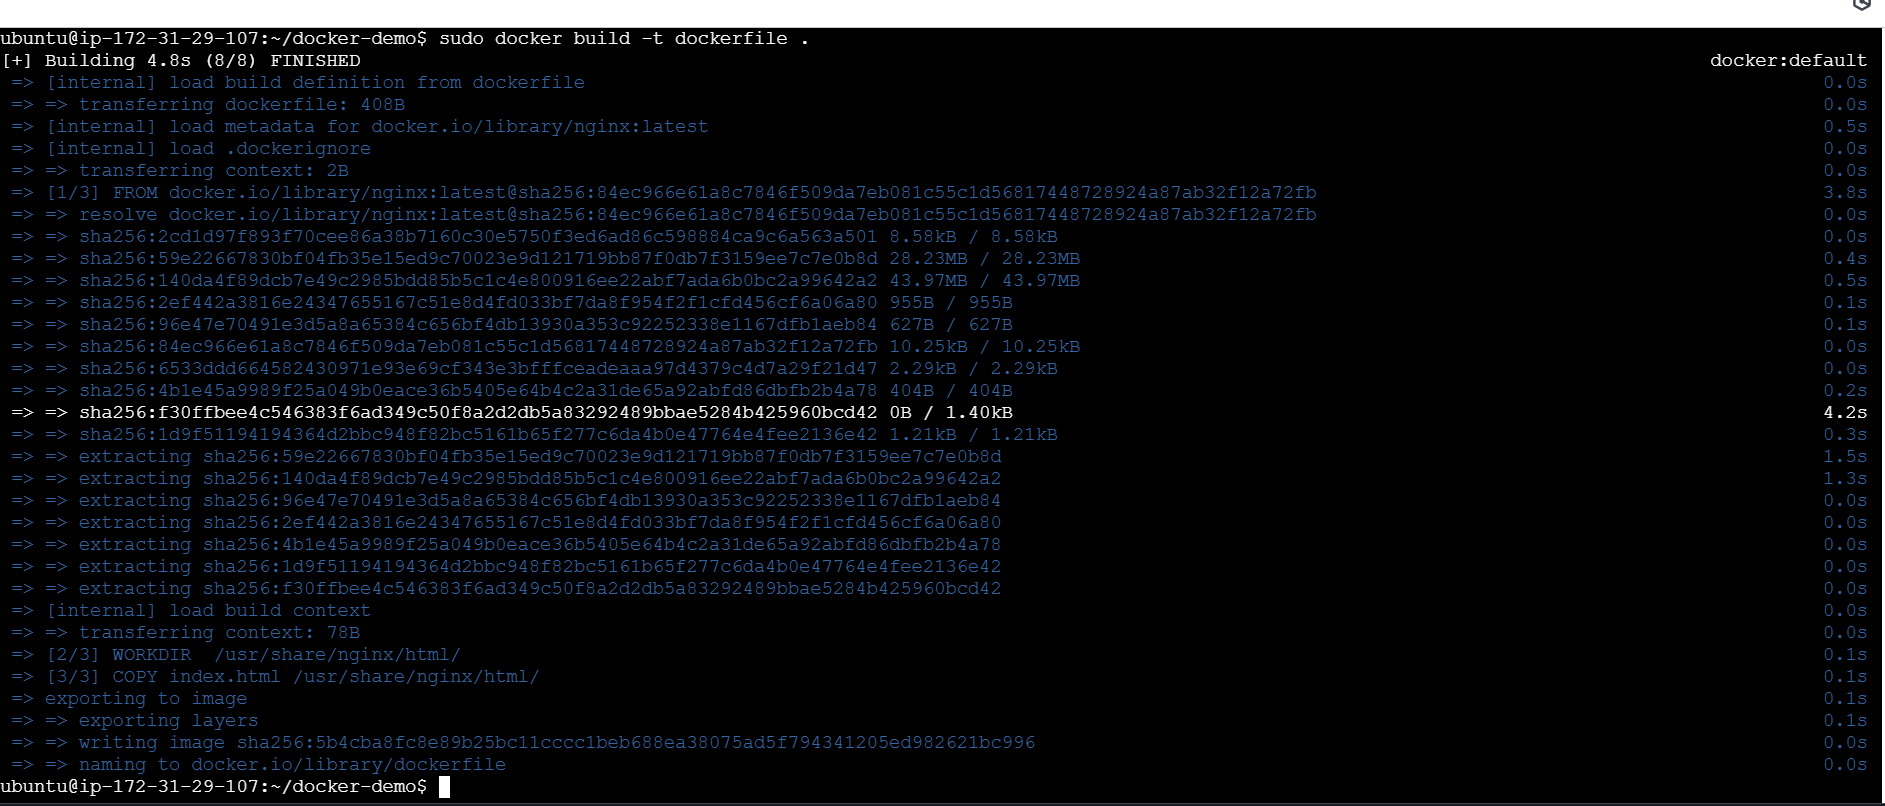 ubuntu@ip-172-31-29-107:~/docker-demo$ sudo docker build -t dockerfile .
[+] Building 4.8s (8/8) FINISHED docker:default
=> [internal] load build definition from dockerfile 0.0s
=> => transferring dockerfile: 408B 0.0s
=> [internal] load metadata for docker.io/library/nginx:latest 0.5s
=> [internal] load .dockerignore 0.0s
=> => transferring context: 2B 0.0s
=> [1/3] FROM docker.io/library/nginx:latest@sha256:84ec966e61a8c7846f509da7eb081c55c1d56817448728924a87ab32f12a72fb 3.8s
=> => resolve docker.io/library/nginx:latest@sha256:84ec966e61a8c7846f509da7eb081c55c1d56817448728924a87ab32f12a72fb 0.0s
=> => sha256:2cd1d97f893f70cee86a38b7160c30e5750f3ed6ad86c598884ca9c6a563a501 8.58kB / 8.58kB 0.0s
=> => sha256:59e22667830bf04fb35e15ed9c70023e9d121719bb87f0db7f3159ee7c7e0b8d 28.23MB / 28.23MB 0.4s
=> => sha256:140da4f89dcb7e49c2985bdd85b5c1c4e800916ee22abf7ada6b0bc2a99642a2 43.97MB / 43.97MB 0.5s
=> => sha256:2ef442a3816e24347655167c51e8d4fd033bf7da8f954f2f1cfd456cf6a06a80 955B / 955B 0.1s
=> => sha256:96e47e70491e3d5a8a65384c656bf4db13930a353c92252338e1167dfb1aeb84 627B / 627B 0.1s
=> => sha256:84ec966e61a8c7846f509da7eb081c55c1d56817448728924a87ab32f12a72fb 10.25kB / 10.25kB 0.0s
=> => sha256:6533ddd664582430971e93e69cf343e3bfffceadeaaa97d4379c4d7a29f21d47 2.29kB / 2.29kB 0.0s
=> => sha256:4b1e45a9989f25a049b0eace36b5405e64b4c2a31de65a92abfd86dbfb2b4a78 404B / 404B 0.2s
=> => sha256:f30ffbee4c546383f6ad349c50f8a2d2db5a83292489bbae5284b425960bcd42 0B / 1.40kB 4.2s
=> => sha256:1d9f51194194364d2bbc948f82bc5161b65f277c6da4b0e47764e4fee2136e42 1.21kB / 1.21kB 0.3s
=> => extracting sha256:59e22667830bf04fb35e15ed9c70023e9d121719bb87f0db7f3159ee7c7e0b8d 1.5s
=> => extracting sha256:140da4f89dcb7e49c2985bdd85b5c1c4e800916ee22abf7ada6b0bc2a99642a2 1.3s
=> => extracting sha256:96e47e70491e3d5a8a65384c656bf4db13930a353c92252338e1167dfb1aeb84 0.0s
=> => extracting sha256:2ef442a3816e24347655167c51e8d4fd033bf7da8f954f2f1cfd456cf6a06a80 0.0s
=> => extracting sha256:4b1e45a9989f25a049b0eace36b5405e64b4c2a31de65a92abfd86dbfb2b4a78 0.0s
=> => extracting sha256:1d9f51194194364d2bbc948f82bc5161b65f277c6da4b0e47764e4fee2136e42 0.0s
=> => extracting sha256:f30ffbee4c546383f6ad349c50f8a2d2db5a83292489bbae5284b425960bcd42 0.0s
=> [internal] load build context 0.0s
=> => transferring context: 78B 0.0s
=> [2/3] WORKDIR  /usr/share/nginx/html/ 0.1s
=> [3/3] COPY index.html /usr/share/nginx/html/ 0.1s
=> exporting to image 0.1s
=> => exporting layers 0.1s
=> => writing image sha256:5b4cba8fc8e89b25bc11cccc1beb688ea38075ad5f794341205ed982621bc996 0.0s
=> => naming to docker.io/library/dockerfile 0.0s
ubuntu@ip-172-31-29-107:~/docker-demo$